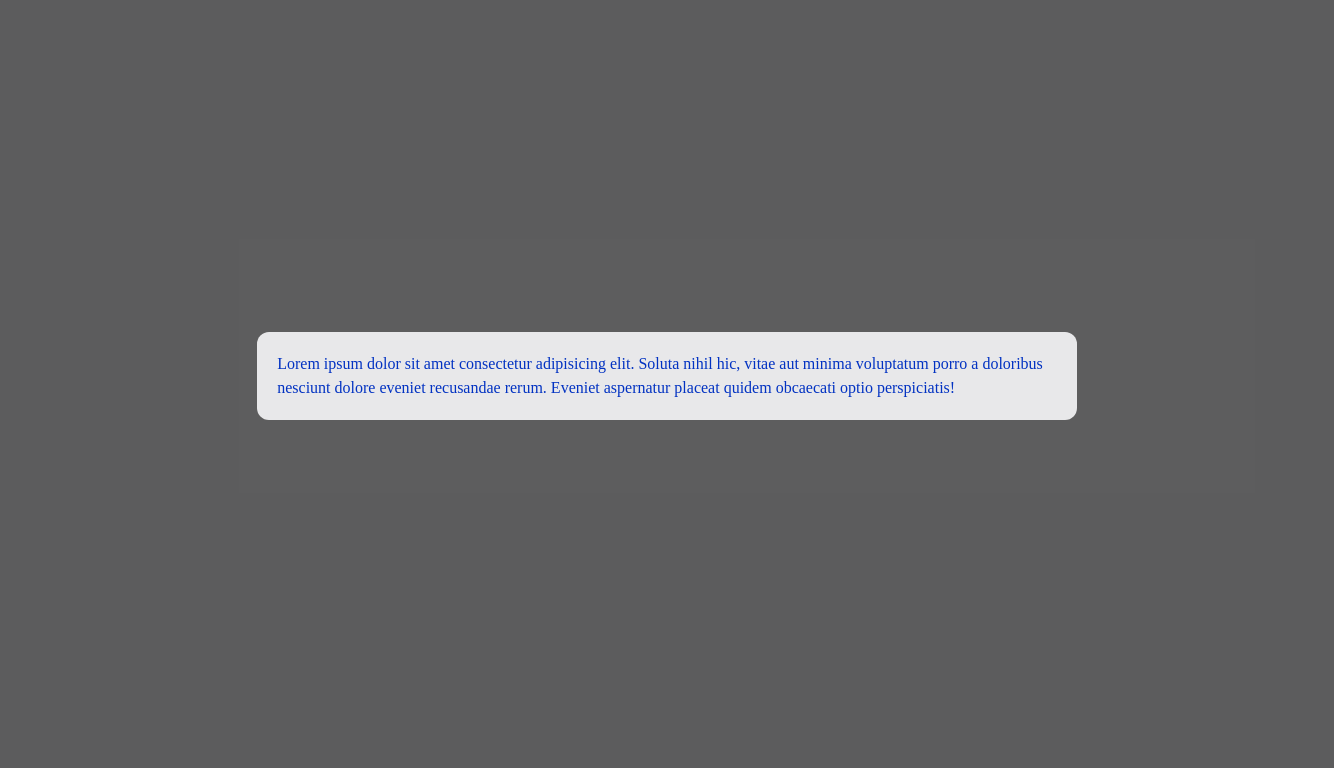 Lorem ipsum dolor sit amet consectetur adipisicing elit. Soluta nihil hic, vitae aut minima voluptatum porro a doloribus
nesciunt dolore eveniet recusandae rerum. Eveniet aspernatur placeat quidem obcaecati optio perspiciatis!